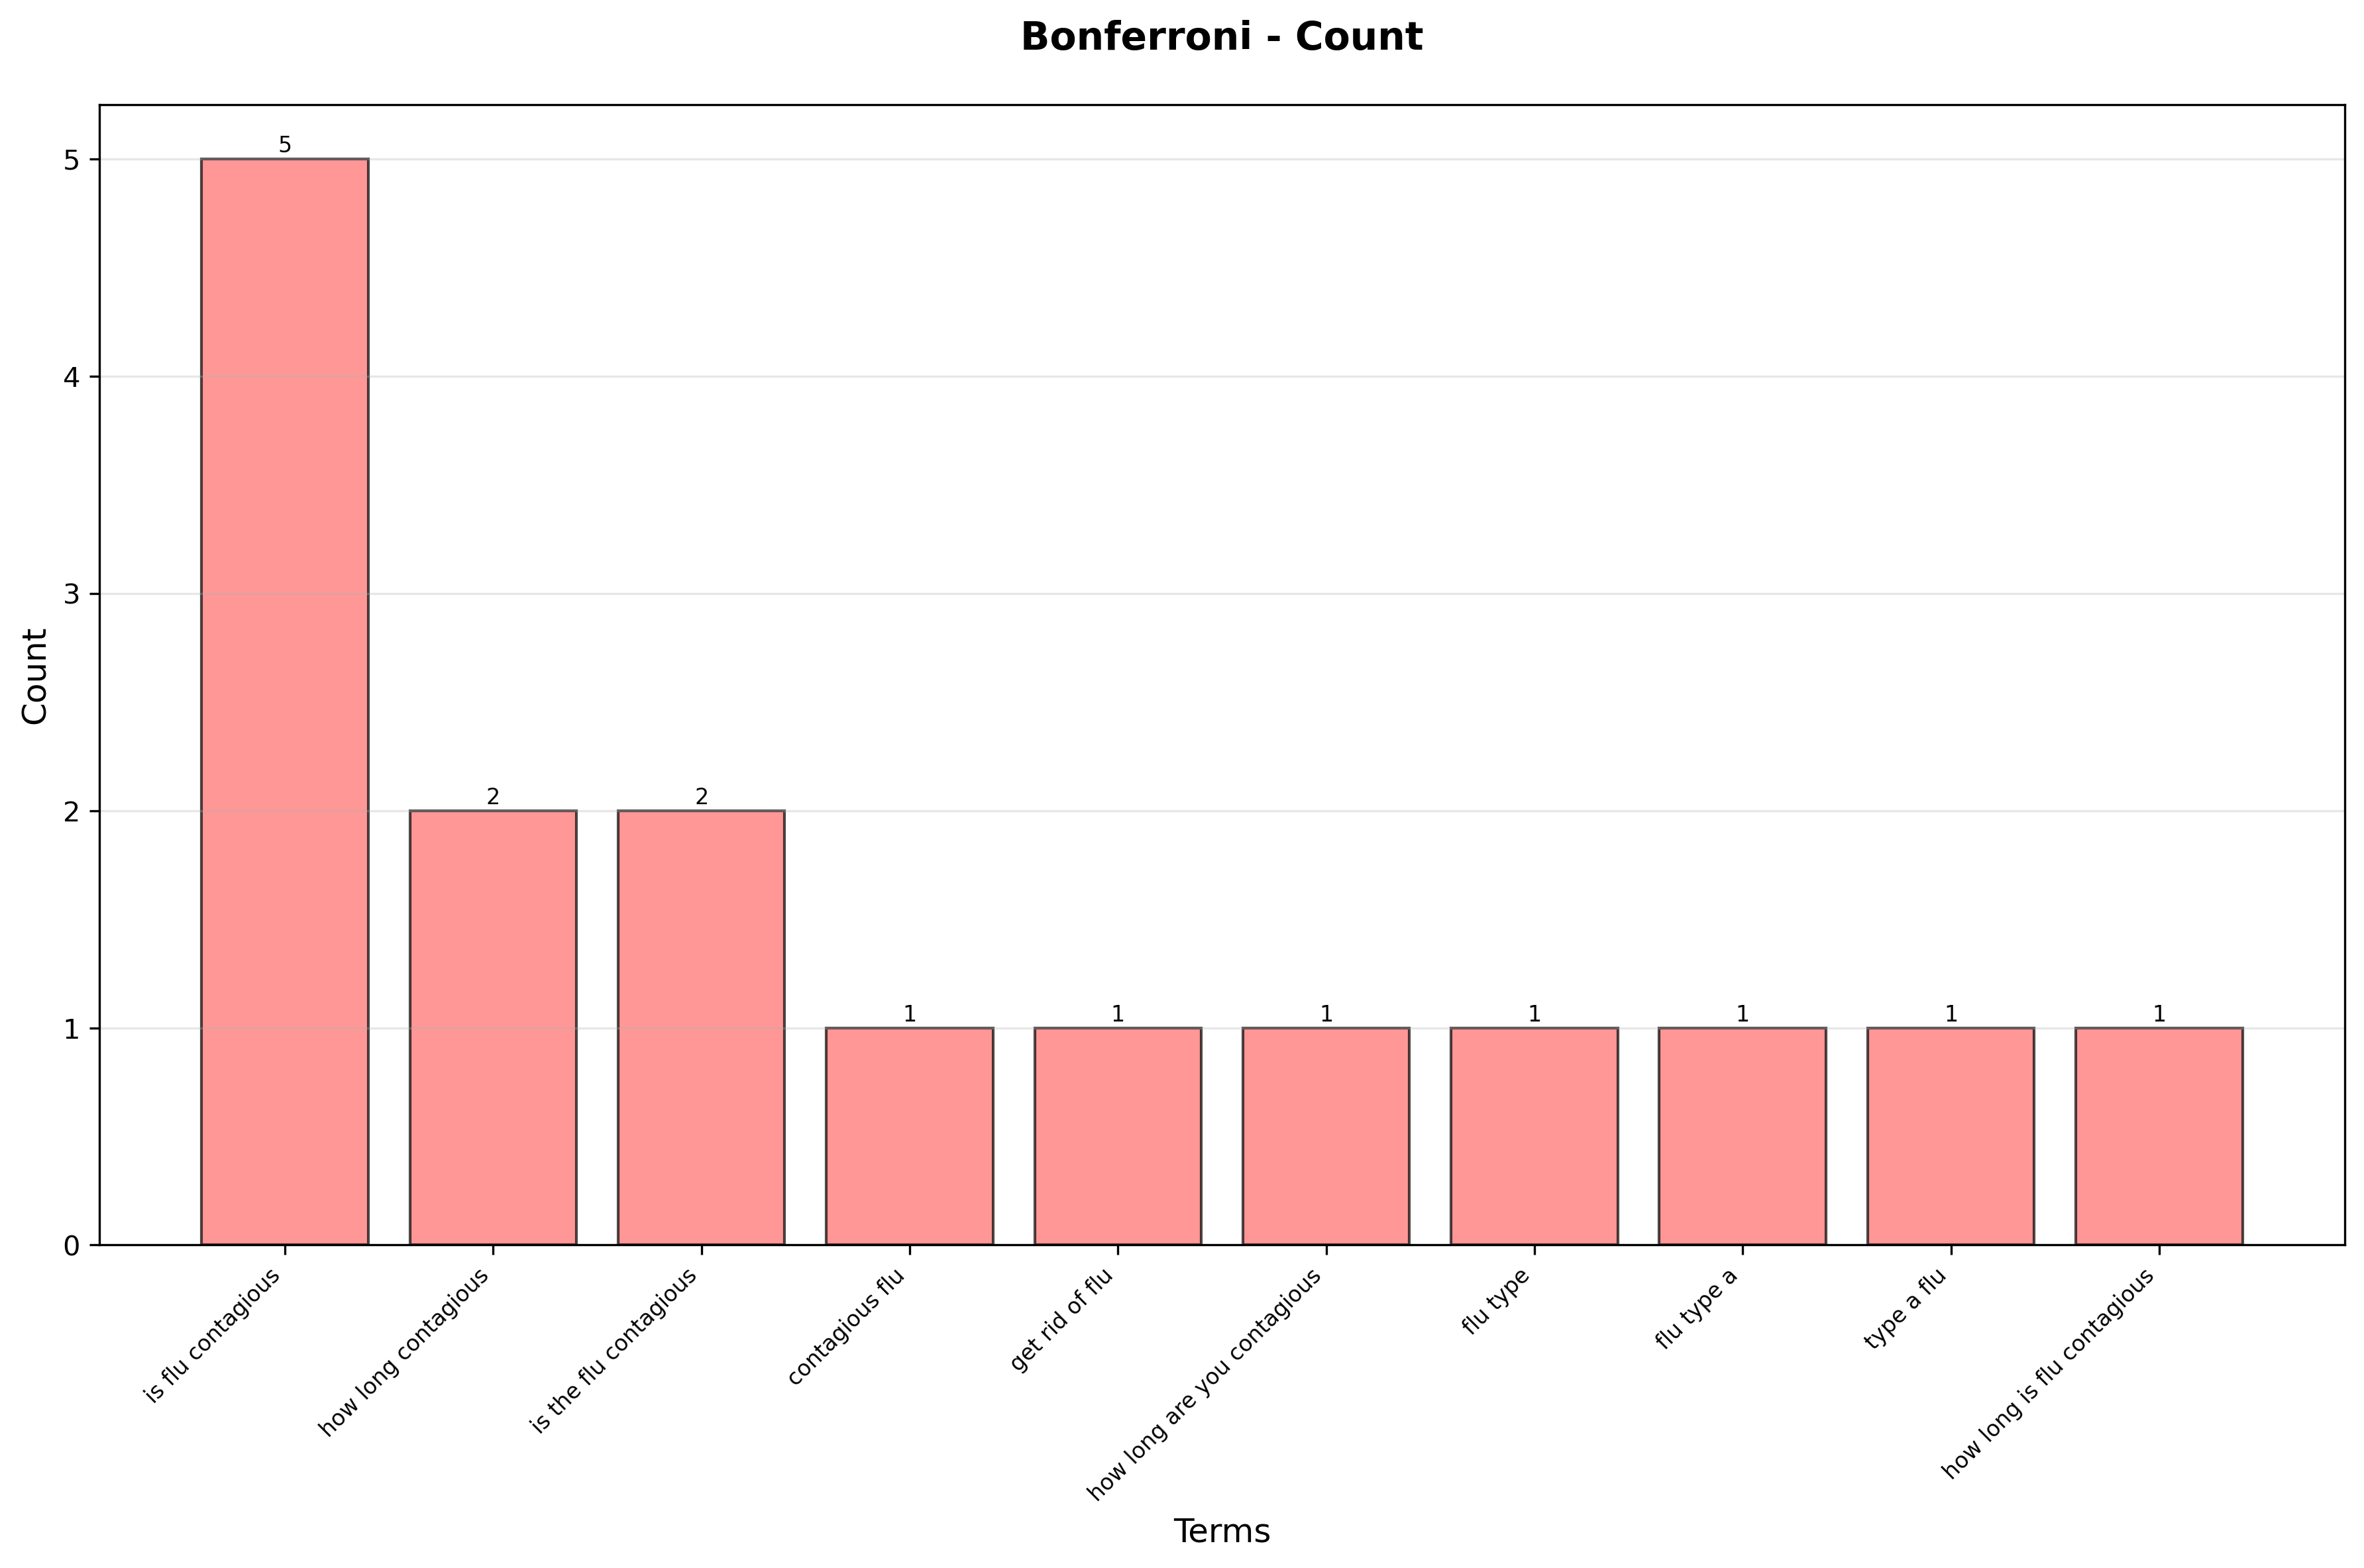 Bonferroni - Count
5
4
3
2
1
0
Count
5
2
2
1
1
1
1
1
1
1
is flu contagious
how long contagious
is the flu contagious
contagious flu
get rid of flu
how long are you contagious
flu type
flu type a
type a flu
how long is flu contagious
Terms